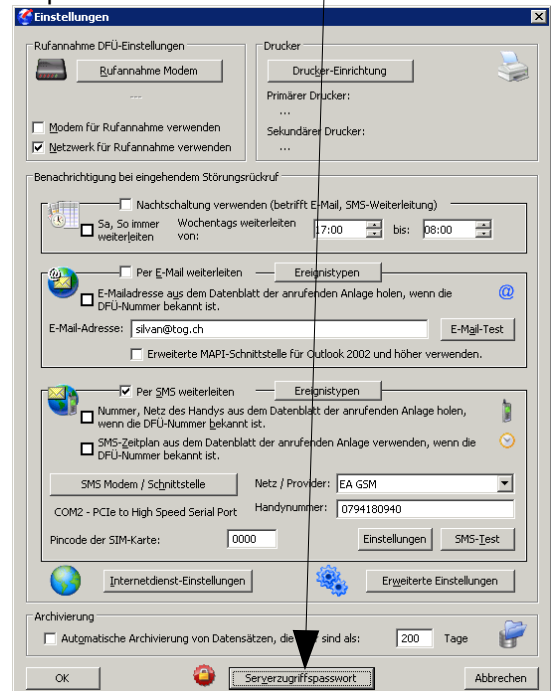 Einstellungen
Rufannahme DFÜ-Einstellungen
Rufannahme Modem
---
Modem für Rufannahme verwenden
Netzwerk für Rufannahme verwenden
Drucker
Drucker-Einrichtung
Primärer Drucker:
...
Sekundärer Drucker:
...
Benachrichtigung bei eingehendem Störungsrückruf
Nachtschaltung verwenden (betrifft E-Mail, SMS-Weiterleitung)
Sa, So immer weiterleiten
Wochentags weiterleiten von:
17:00
bis:
08:00
Per E-Mail weiterleiten
Ereignistypen
E-Mailadresse aus dem Datenblatt der anrufenden Anlage holen, wenn die
DFÜ-Nummer bekannt ist.
E-Mail-Adresse:
silvan@tog.ch
E-Mail-Test
Erweiterte MAPI-Schnittstelle für Outlook 2002 und höher verwenden.
Per SMS weiterleiten
Ereignistypen
Nummer, Netz des Handys aus dem Datenblatt der anrufenden Anlage holen,
wenn die DFÜ-Nummer bekannt ist.
SMS-Zeitplan aus dem Datenblatt der anrufenden Anlage verwenden, wenn die
DFÜ-Nummer bekannt ist.
SMS Modem / Schnittstelle
Netz / Provider:
EA GSM
COM2 - PCIe to High Speed Serial Port
Handynummer:
0794180940
Pincode der SIM-Karte:
0000
Einstellungen
SMS-Test
Internetdienst-Einstellungen
Erweiterte Einstellungen
Archivierung
Automatische Archivierung von Datensätzen, die sind als:
200
Tage
OK
Serverzugriffspasswort
Abbrechen